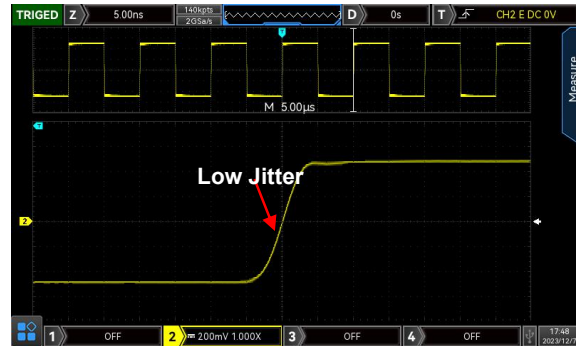 TRIGED Z 5.00ns 140kpts D 0s T CH2 E DC 0V
2GSa/s
Measure
M 5.00µs
T
Low Jitter
2
1 OFF 2 200mV 1.000X 3 OFF 4 OFF 17:48
2023/12/7